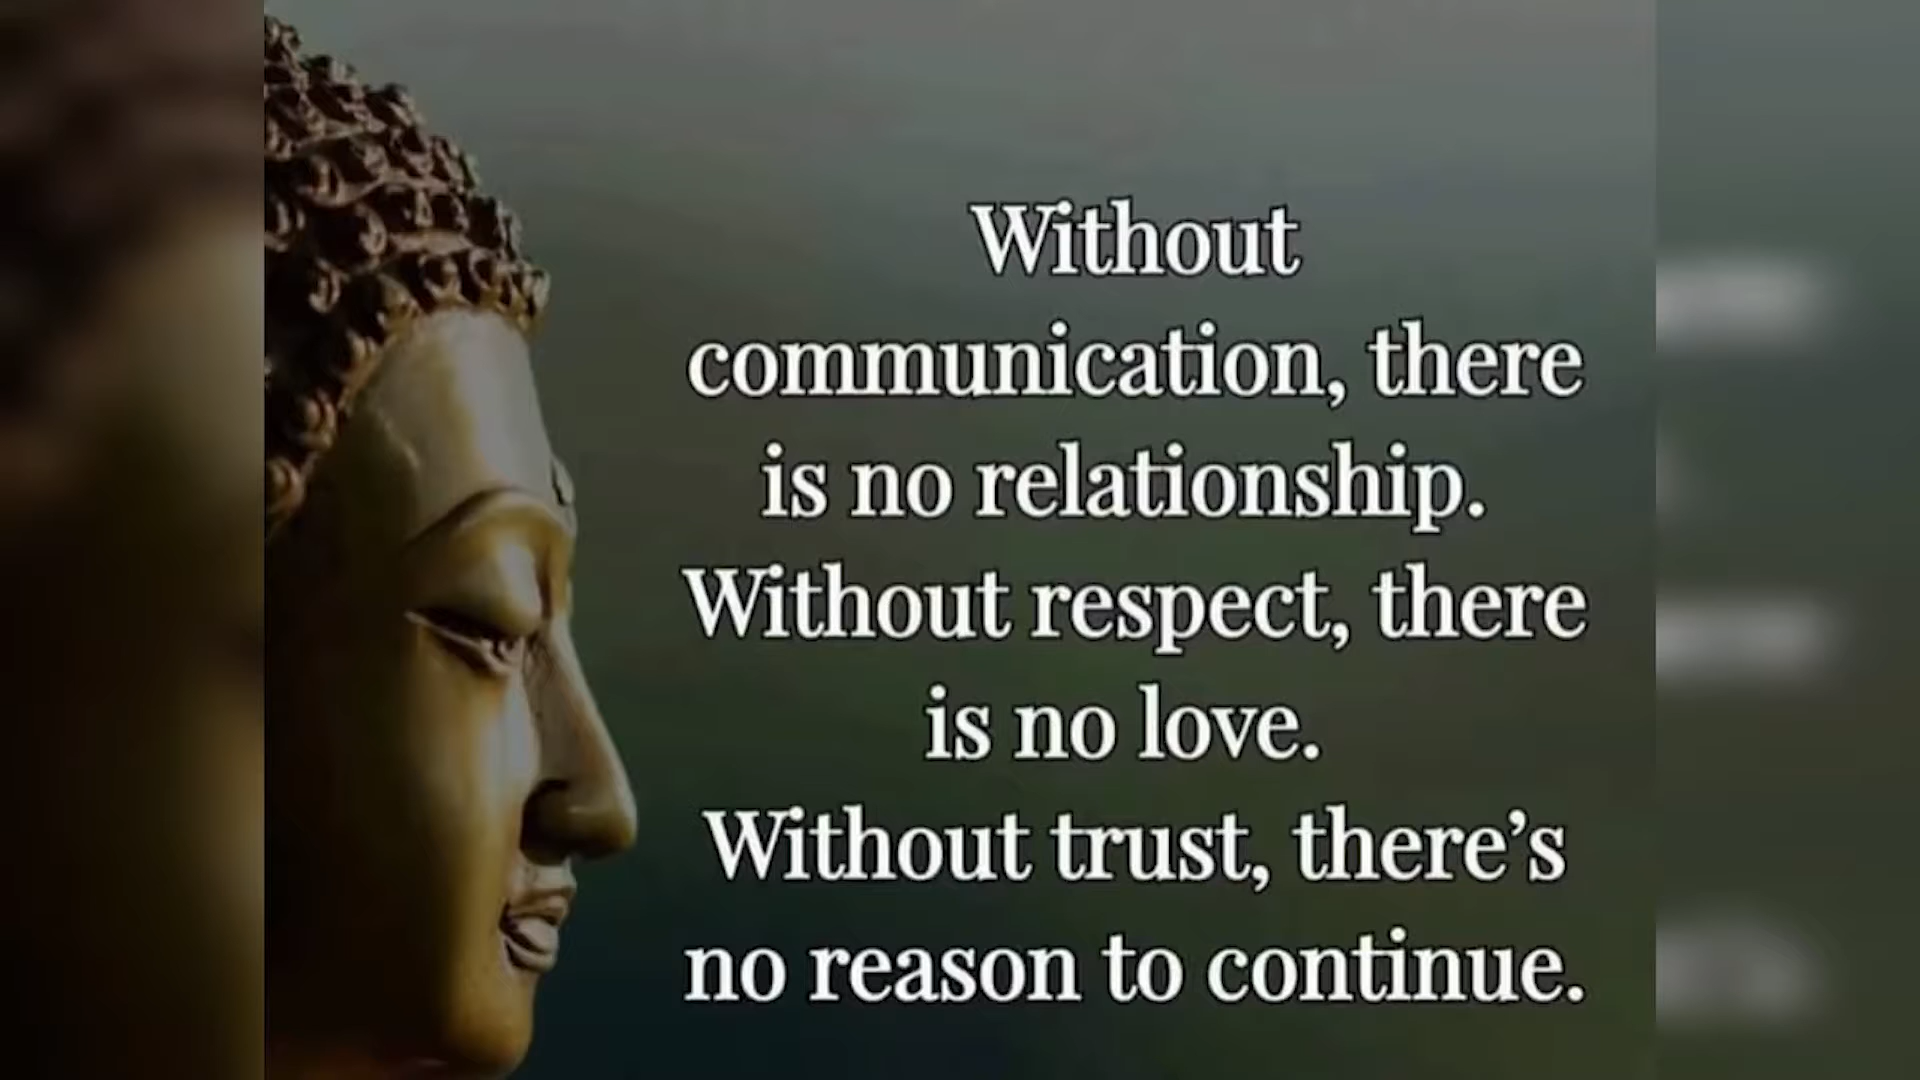 Without
communication, there
is no relationship.
Without respect, there
is no love.
Without trust, there’s
no reason to continue.